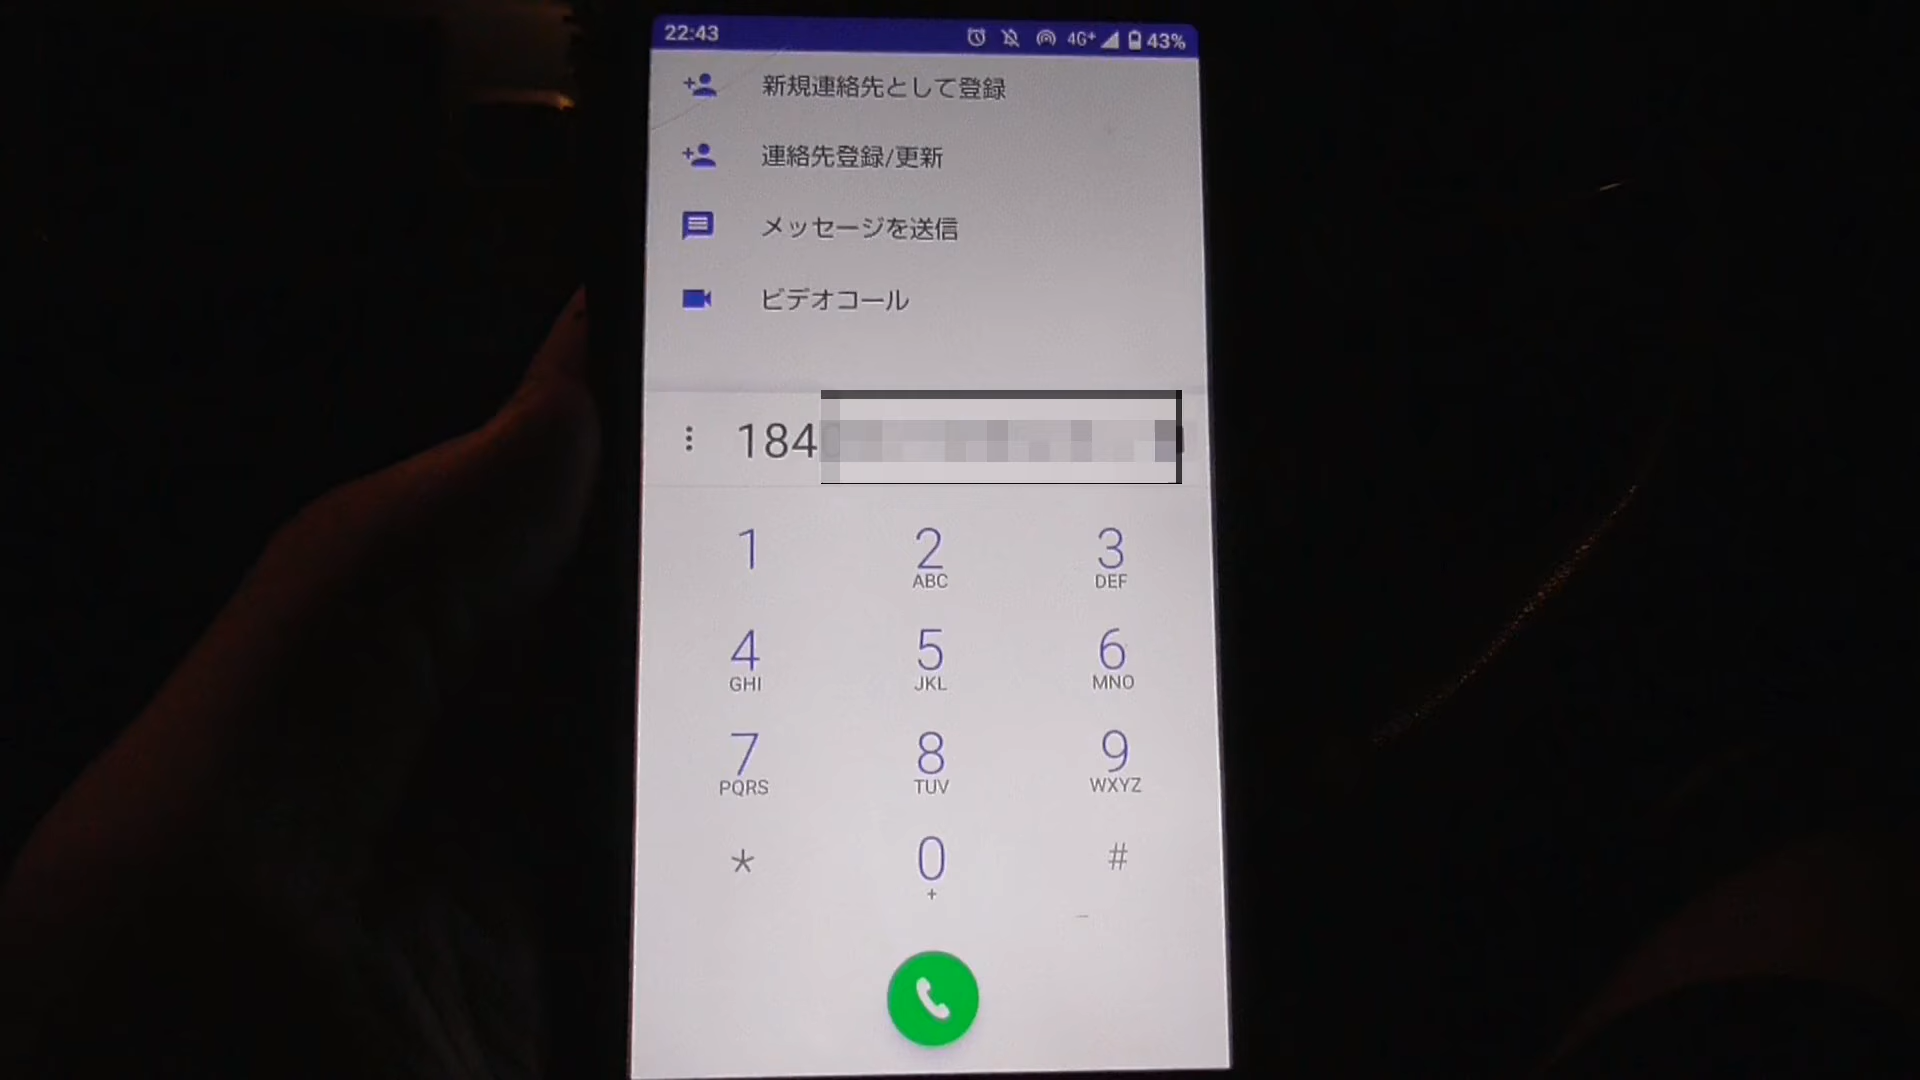 22:43 4G+ 43%
新規連絡先として登録
連絡先登録/更新
メッセージを送信
ビデオコール
184
1 2 3
ABC DEF
4 5 6
GHI JKL MNO
7 8 9
PQRS TUV WXYZ
* 0 #
+